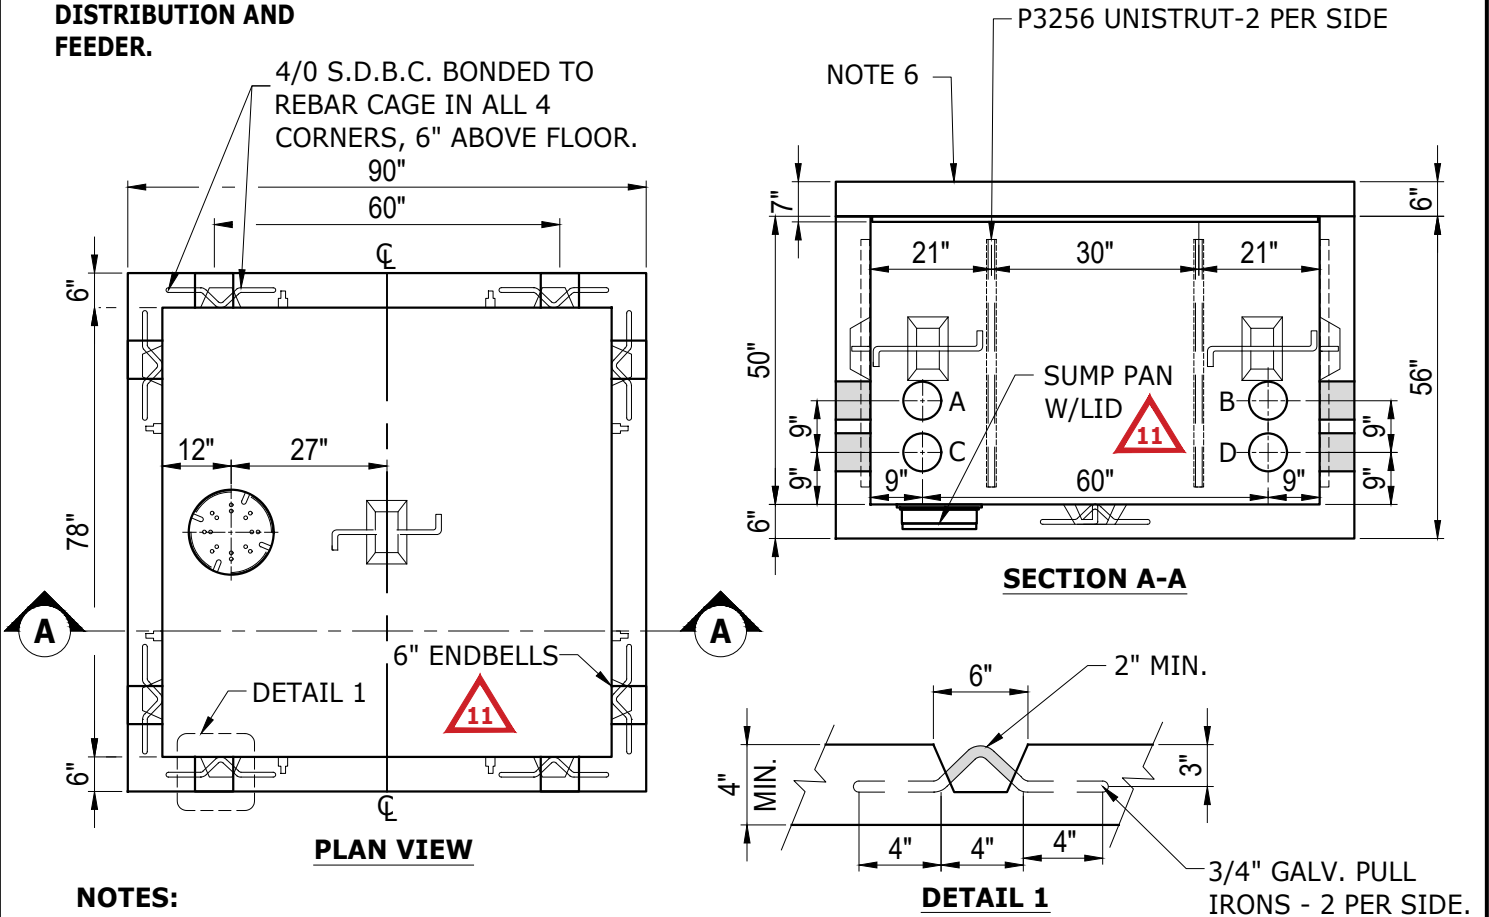 DISTRIBUTION AND
FEEDER.
4/0 S.D.B.C. BONDED TO
REBAR CAGE IN ALL 4
CORNERS, 6" ABOVE FLOOR.
90"
60"
CL
6"
12"
27"
78"
A
A
6" ENDBELLS
11
DETAIL 1
6"
CL
PLAN VIEW
NOTES:
P3256 UNISTRUT-2 PER SIDE
NOTE 6
7"
6"
21"
30"
21"
50"
56"
SUMP PAN
W/LID
11
A
B
C
D
9"
9"
9"
9"
9"
60"
9"
6"
SECTION A-A
6"
2" MIN.
4"
MIN.
3"
4"
4"
4"
3/4" GALV. PULL
IRONS - 2 PER SIDE.
DETAIL 1